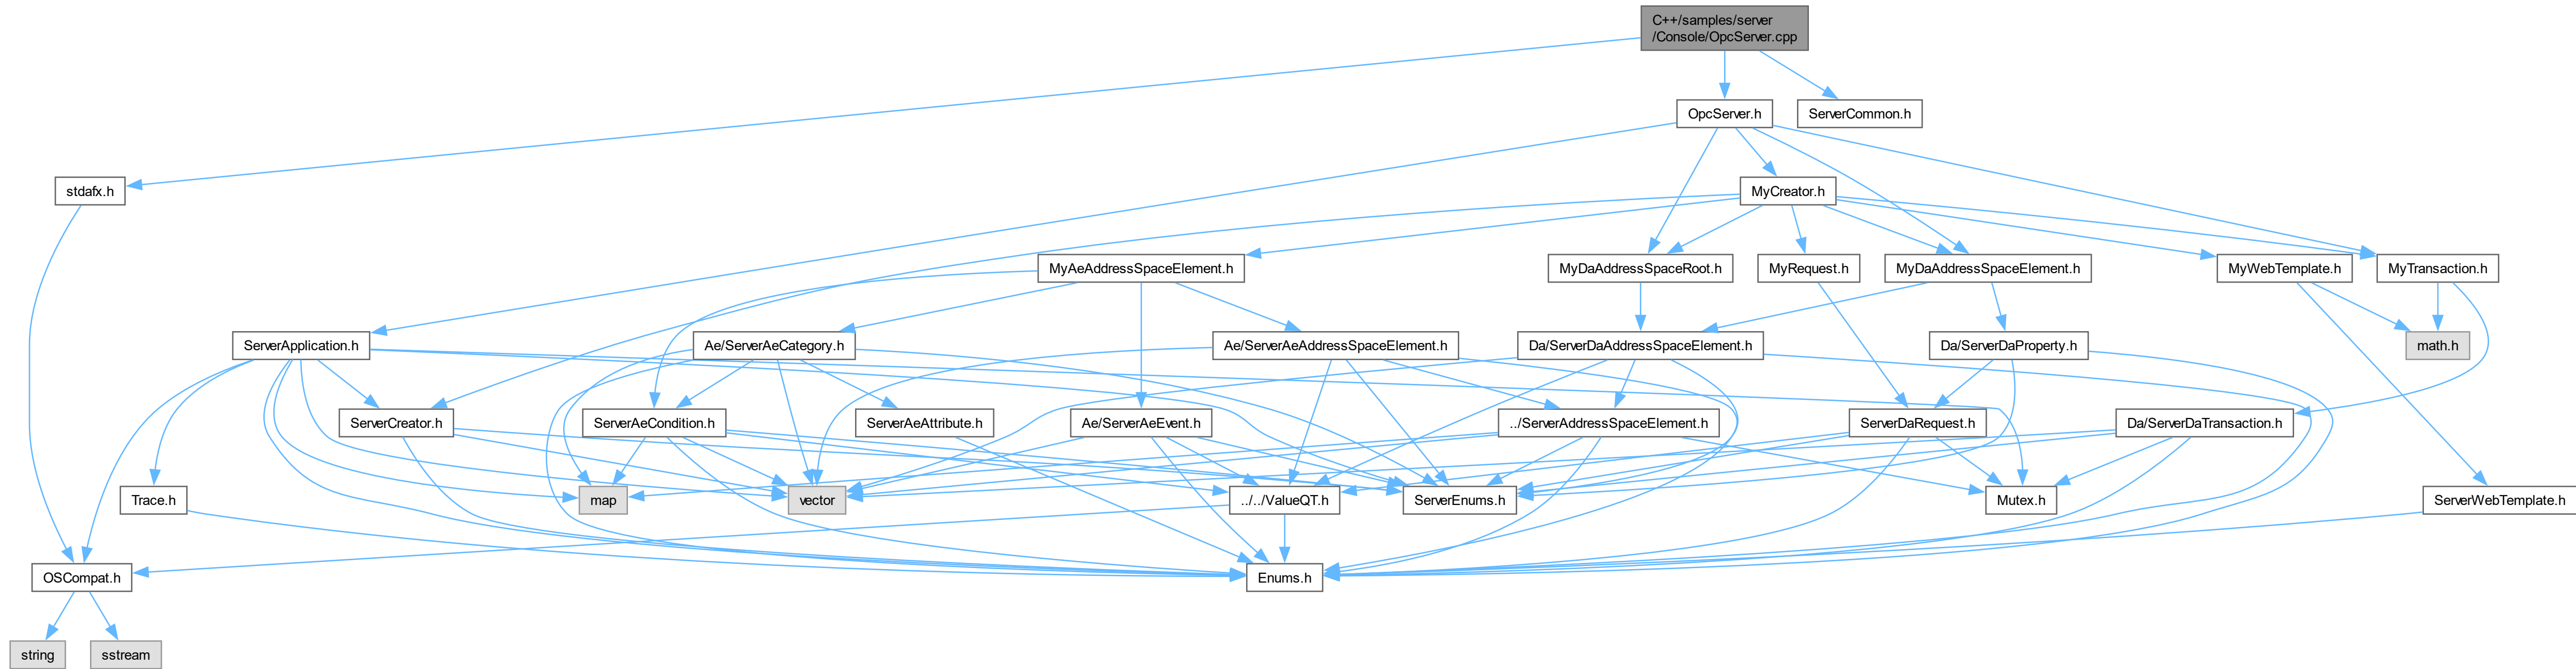 C++/samples/server
/Console/OpcServer.cpp
OpcServer.h
ServerCommon.h
stdafx.h
MyCreator.h
MyAeAddressSpaceElement.h
MyDaAddressSpaceRoot.h
MyRequest.h
MyDaAddressSpaceElement.h
MyWebTemplate.h
MyTransaction.h
ServerApplication.h
Ae/ServerAeCategory.h
Ae/ServerAeAddressSpaceElement.h
Da/ServerDaAddressSpaceElement.h
Da/ServerDaProperty.h
math.h
ServerCreator.h
ServerAeCondition.h
ServerAeAttribute.h
Ae/ServerAeEvent.h
../ServerAddressSpaceElement.h
ServerDaRequest.h
Da/ServerDaTransaction.h
Trace.h
map
vector
../../ValueQT.h
ServerEnums.h
Mutex.h
ServerWebTemplate.h
OSCompat.h
Enums.h
string
sstream